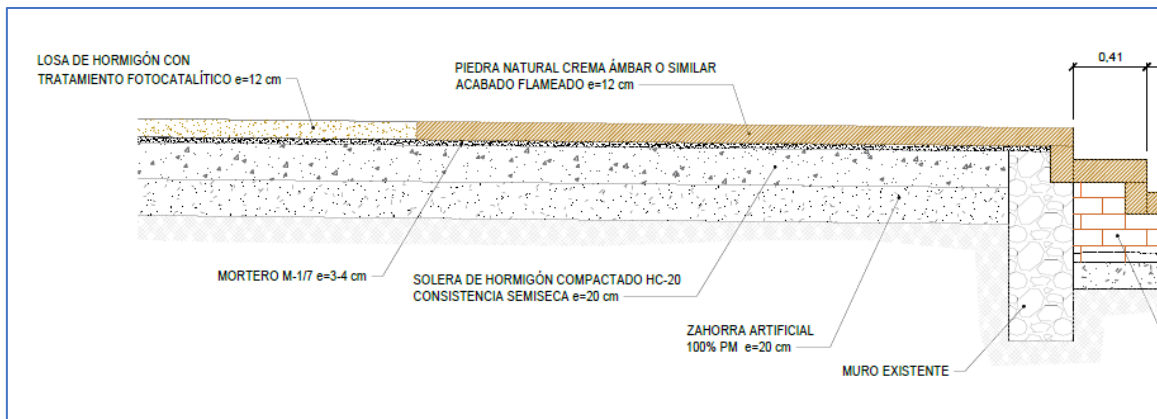 LOSA DE HORMIGÓN CON
TRATAMIENTO FOTOCATALÍTICO e=12 cm
PIEDRA NATURAL CREMA ÁMBAR O SIMILAR
ACABADO FLAMEADO e=12 cm
0,41
MORTERO M-1/7 e=3-4 cm
SOLERA DE HORMIGÓN COMPACTADO HC-20
CONSISTENCIA SEMISECA e=20 cm
ZAHORRA ARTIFICIAL
100% PM e=20 cm
MURO EXISTENTE